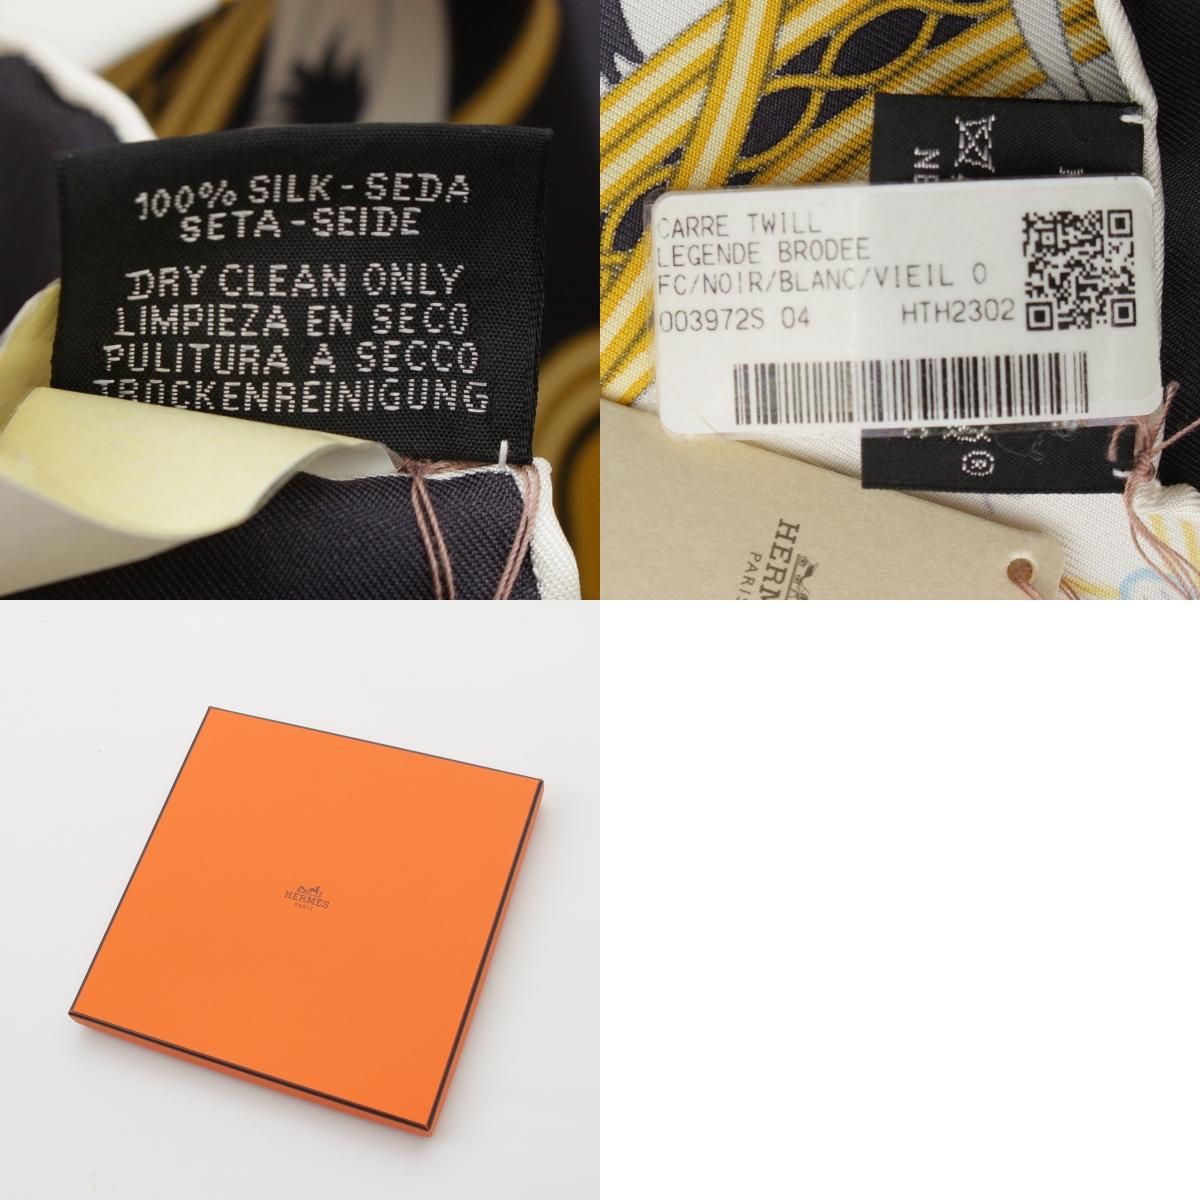 100% SILK - SEDA
SETA - SEIDE
DRY CLEAN ONLY
LIMPIEZA EN SECO
PULITURA A SECCO
TROCKENREINIGUNG
CARRE TWILL
LEGENDE BRODEE
FC/NOIR/BLANC/VIEIL O
003972S 04 HTH2302
HERM
PARIS
HERMES
PARIS